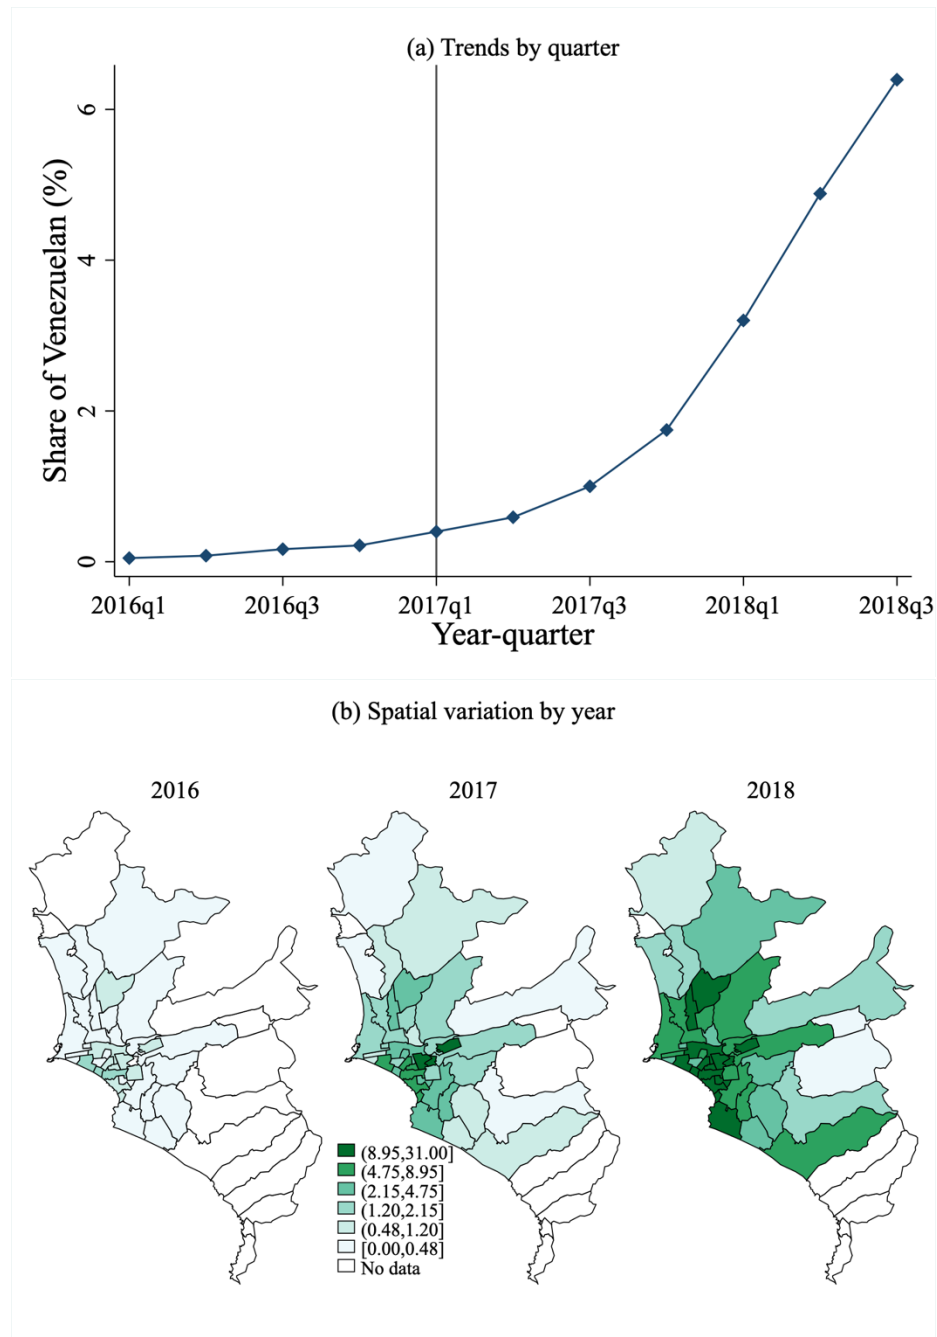 (a) Trends by quarter
Share of Venezuelan (%)
6
4
2
0
2016q1 2016q3 2017q1 2017q3 2018q1 2018q3
Year-quarter
(b) Spatial variation by year
2016 2017 2018
(8.95,31.00]
(4.75,8.95]
(2.15,4.75]
(1.20,2.15]
(0.48,1.20]
[0.00,0.48]
No data